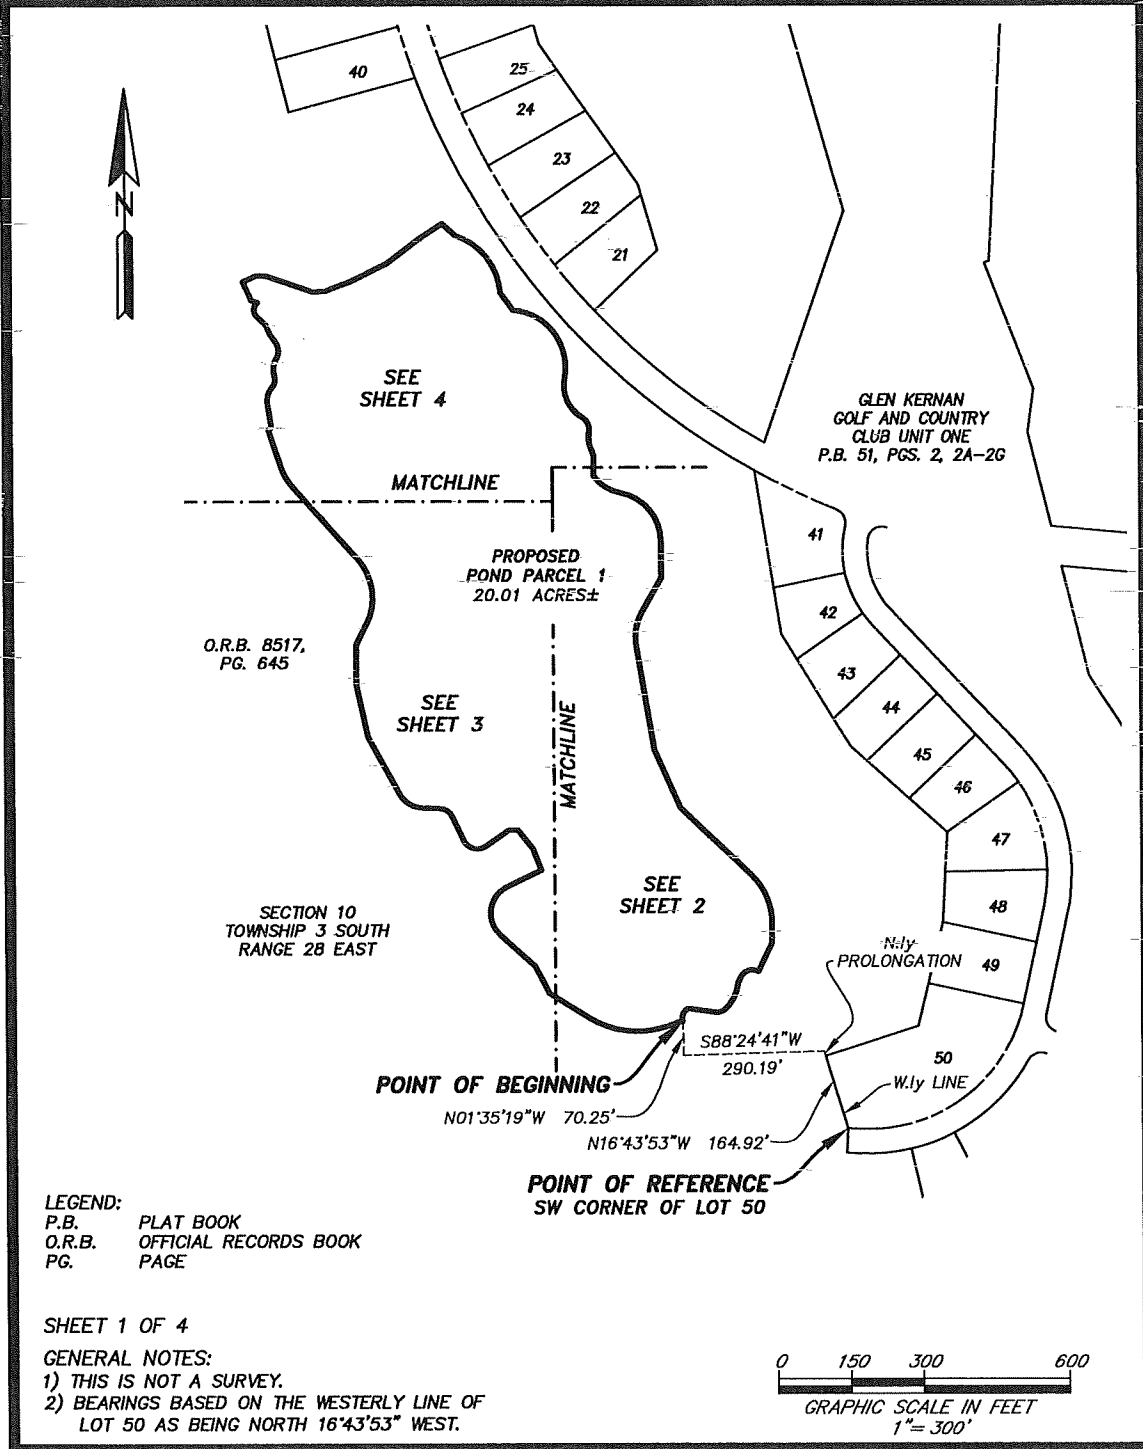 40
25
24
23
22
21
N
SEE
SHEET 4
GLEN KERNAN
GOLF AND COUNTRY
CLUB UNIT ONE
P.B. 51, PGS. 2, 2A-2G
MATCHLINE
41
PROPOSED
POND PARCEL 1
20.01 ACRES±
42
O.R.B. 8517,
PG. 645
43
SEE
SHEET 3
44
MATCHLINE
45
46
47
SEE
SHEET 2
48
SECTION 10
TOWNSHIP 3 SOUTH
RANGE 28 EAST
N.ly
PROLONGATION
49
S88°24'41"W
290.19'
50
POINT OF BEGINNING
W.ly LINE
N01°35'19"W 70.25'
N16°43'53"W 164.92'
POINT OF REFERENCE
SW CORNER OF LOT 50
LEGEND:
P.B. PLAT BOOK
O.R.B. OFFICIAL RECORDS BOOK
PG. PAGE
SHEET 1 OF 4
GENERAL NOTES:
1) THIS IS NOT A SURVEY.
2) BEARINGS BASED ON THE WESTERLY LINE OF
LOT 50 AS BEING NORTH 16°43'53" WEST.
0 150 300 600
GRAPHIC SCALE IN FEET
1"= 300'